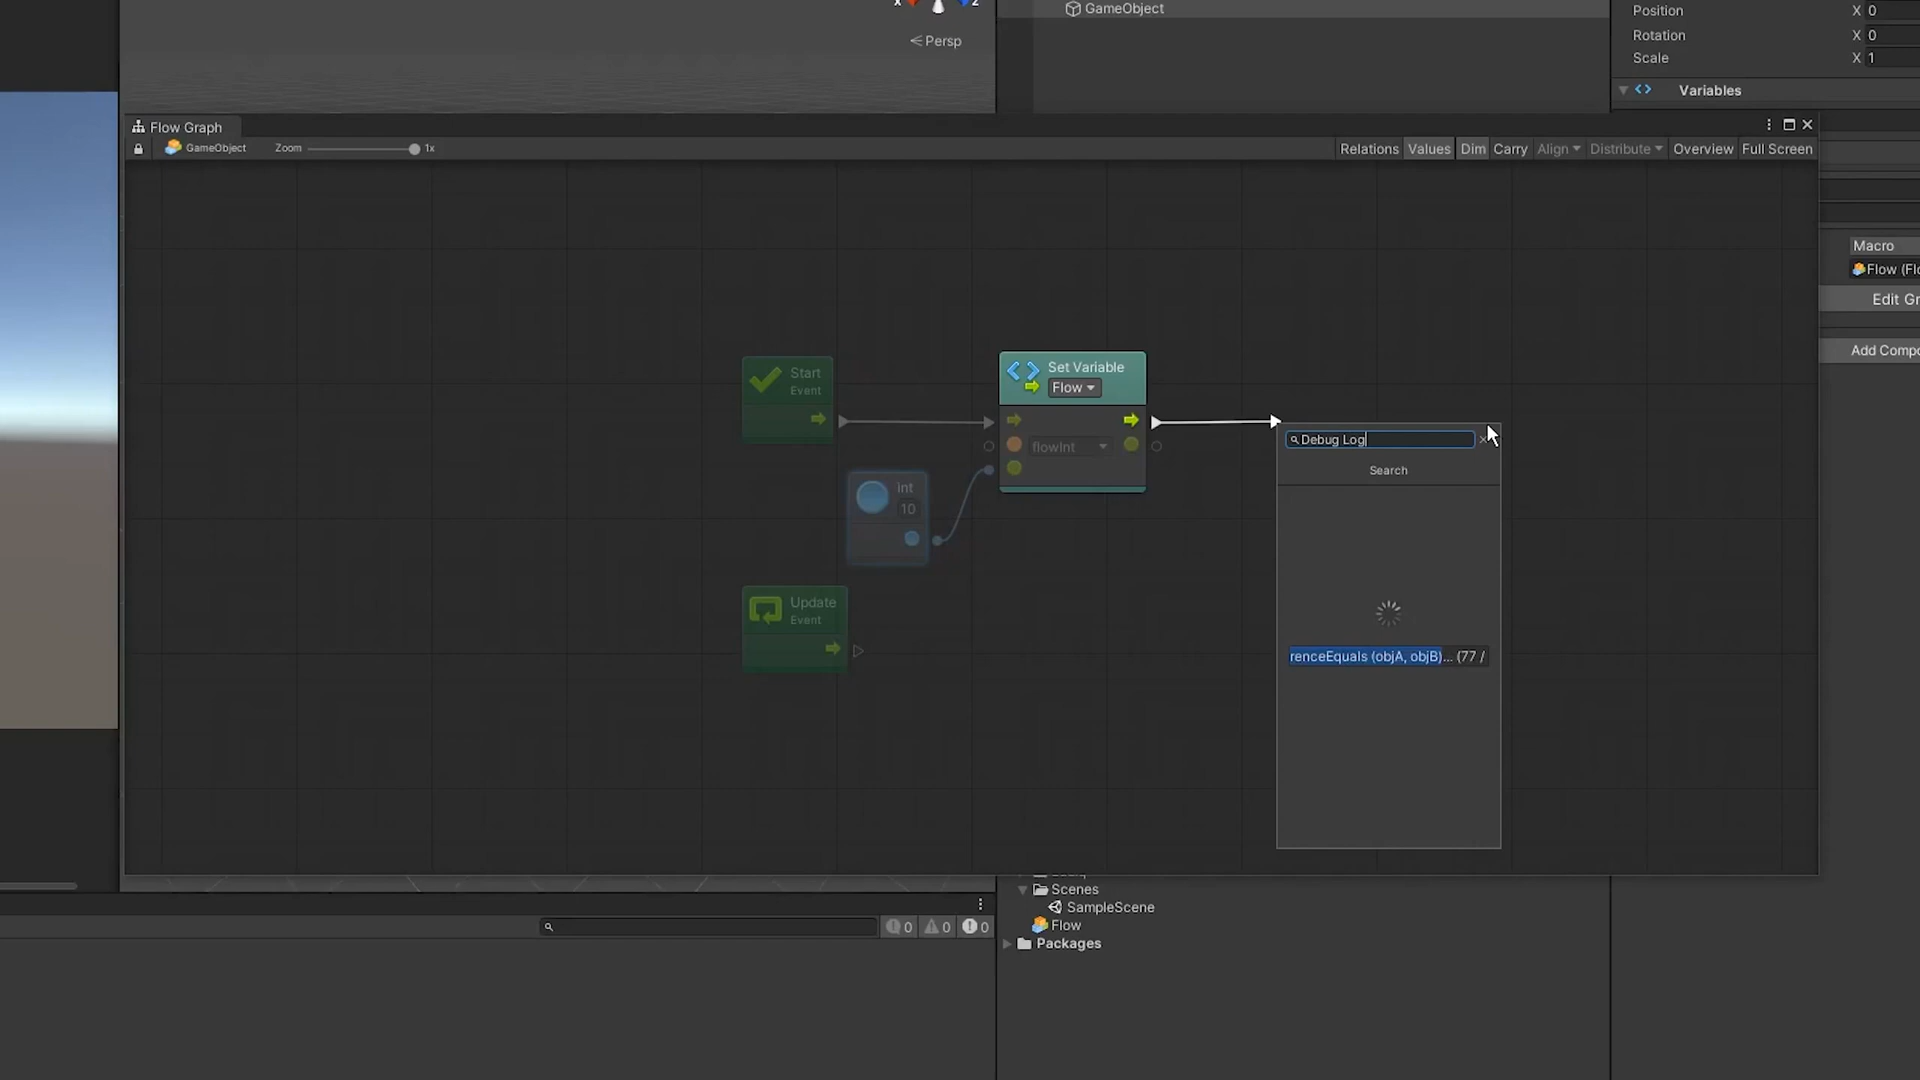 GameObject
Position X 0
Rotation X 0
Scale X 1
Variables
Persp
Flow Graph
GameObject Zoom 1x
Relations Values Dim Carry Align Distribute Overview Full Screen
Macro
Flow (Flo
Edit Gr
Add Compo
Start
Event
Set Variable
Flow
flowInt
int
10
Update
Event
Debug Log
Search
renceEquals (objA, objB)... (77 /
Scenes
SampleScene
Flow
Packages
0 0 0